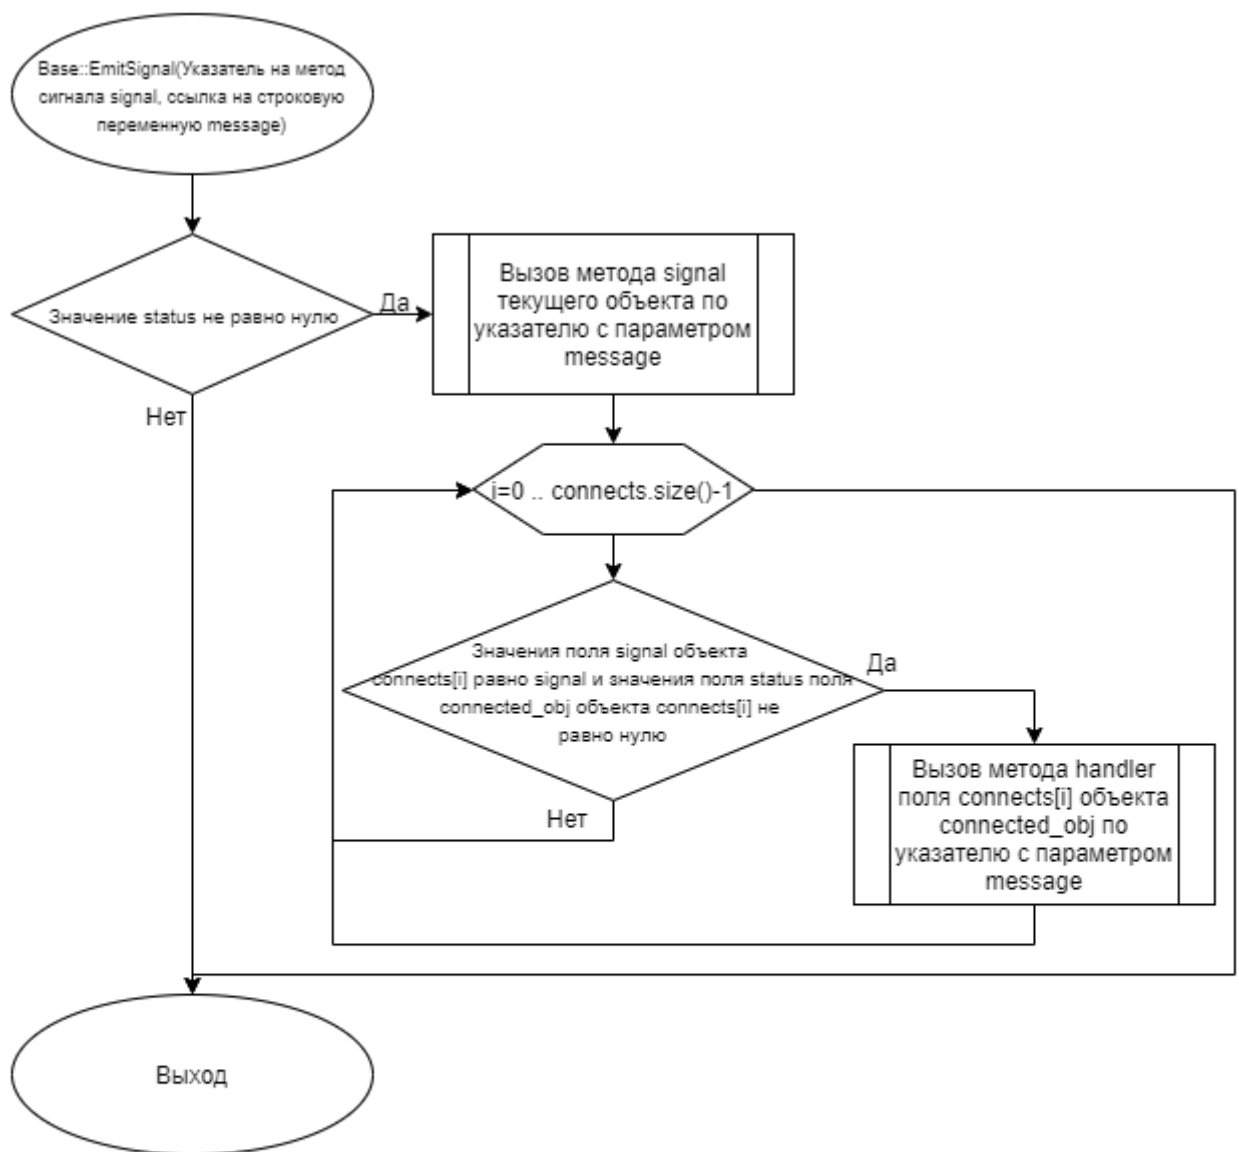 Base::EmitSignal(Указатель на метод
сигнала signal, ссылка на строковую
переменную message)
Значение status не равно нулю
Да
Вызов метода signal
текущего объекта по
указателю с параметром
message
Нет
i=0 .. connects.size()-1
Значения поля signal объекта
connects[i] равно signal и значения поля status поля
connected_obj объекта connects[i] не
равно нулю
Да
Вызов метода handler
поля connects[i] объекта
connected_obj по
указателю с параметром
message
Нет
Выход